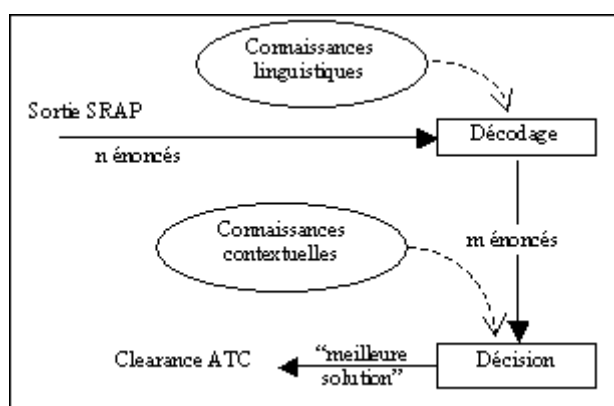 Connaissances
linguistiques
Sortie SRAP
n énoncés
Décodage
Connaissances
contextuelles
m énoncés
Clearance ATC
“meilleure
solution”
Décision